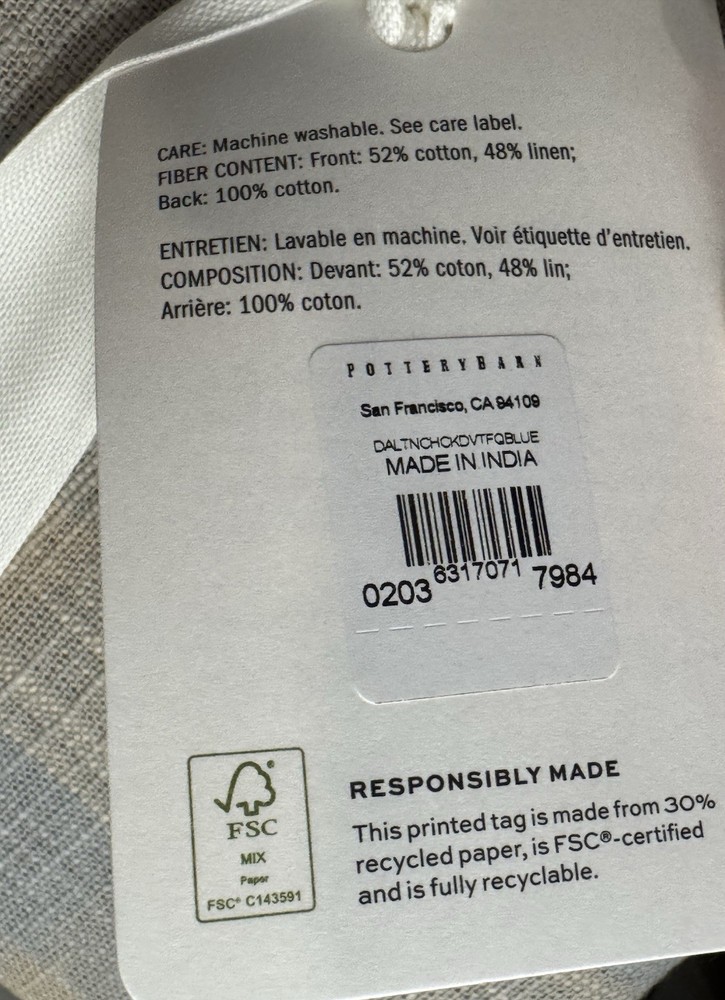 CARE: Machine washable. See care label.
FIBER CONTENT: Front: 52% cotton, 48% linen;
Back: 100% cotton.
ENTRETIEN: Lavable en machine. Voir étiquette d'entretien.
COMPOSITION: Devant: 52% coton, 48% lin;
Arrière: 100% coton.
POTTERYBARN
San Francisco, CA 94109
DALTNCHCKDVTFQBLUE
MADE IN INDIA
0203 6317071 7984
FSC®
MIX
Paper
FSC® C143591
RESPONSIBLY MADE
This printed tag is made from 30%
recycled paper, is FSC®-certified
and is fully recyclable.